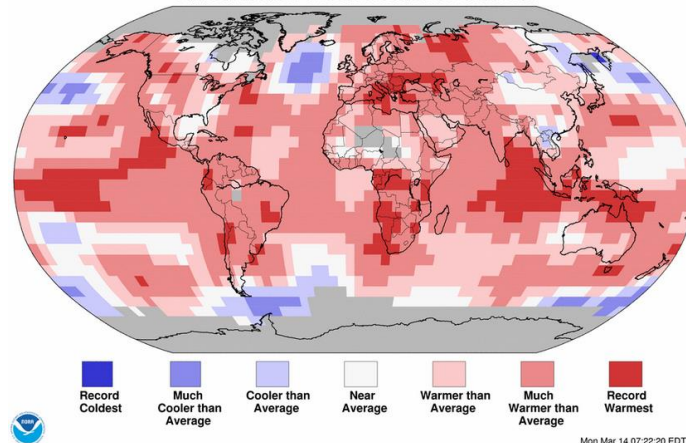 Record
Coldest
Much
Cooler than
Average
Cooler than
Average
Near
Average
Warmer than
Average
Much
Warmer than
Average
Record
Warmest
NOAA
Mon Mar 14 07:22:20 EDT